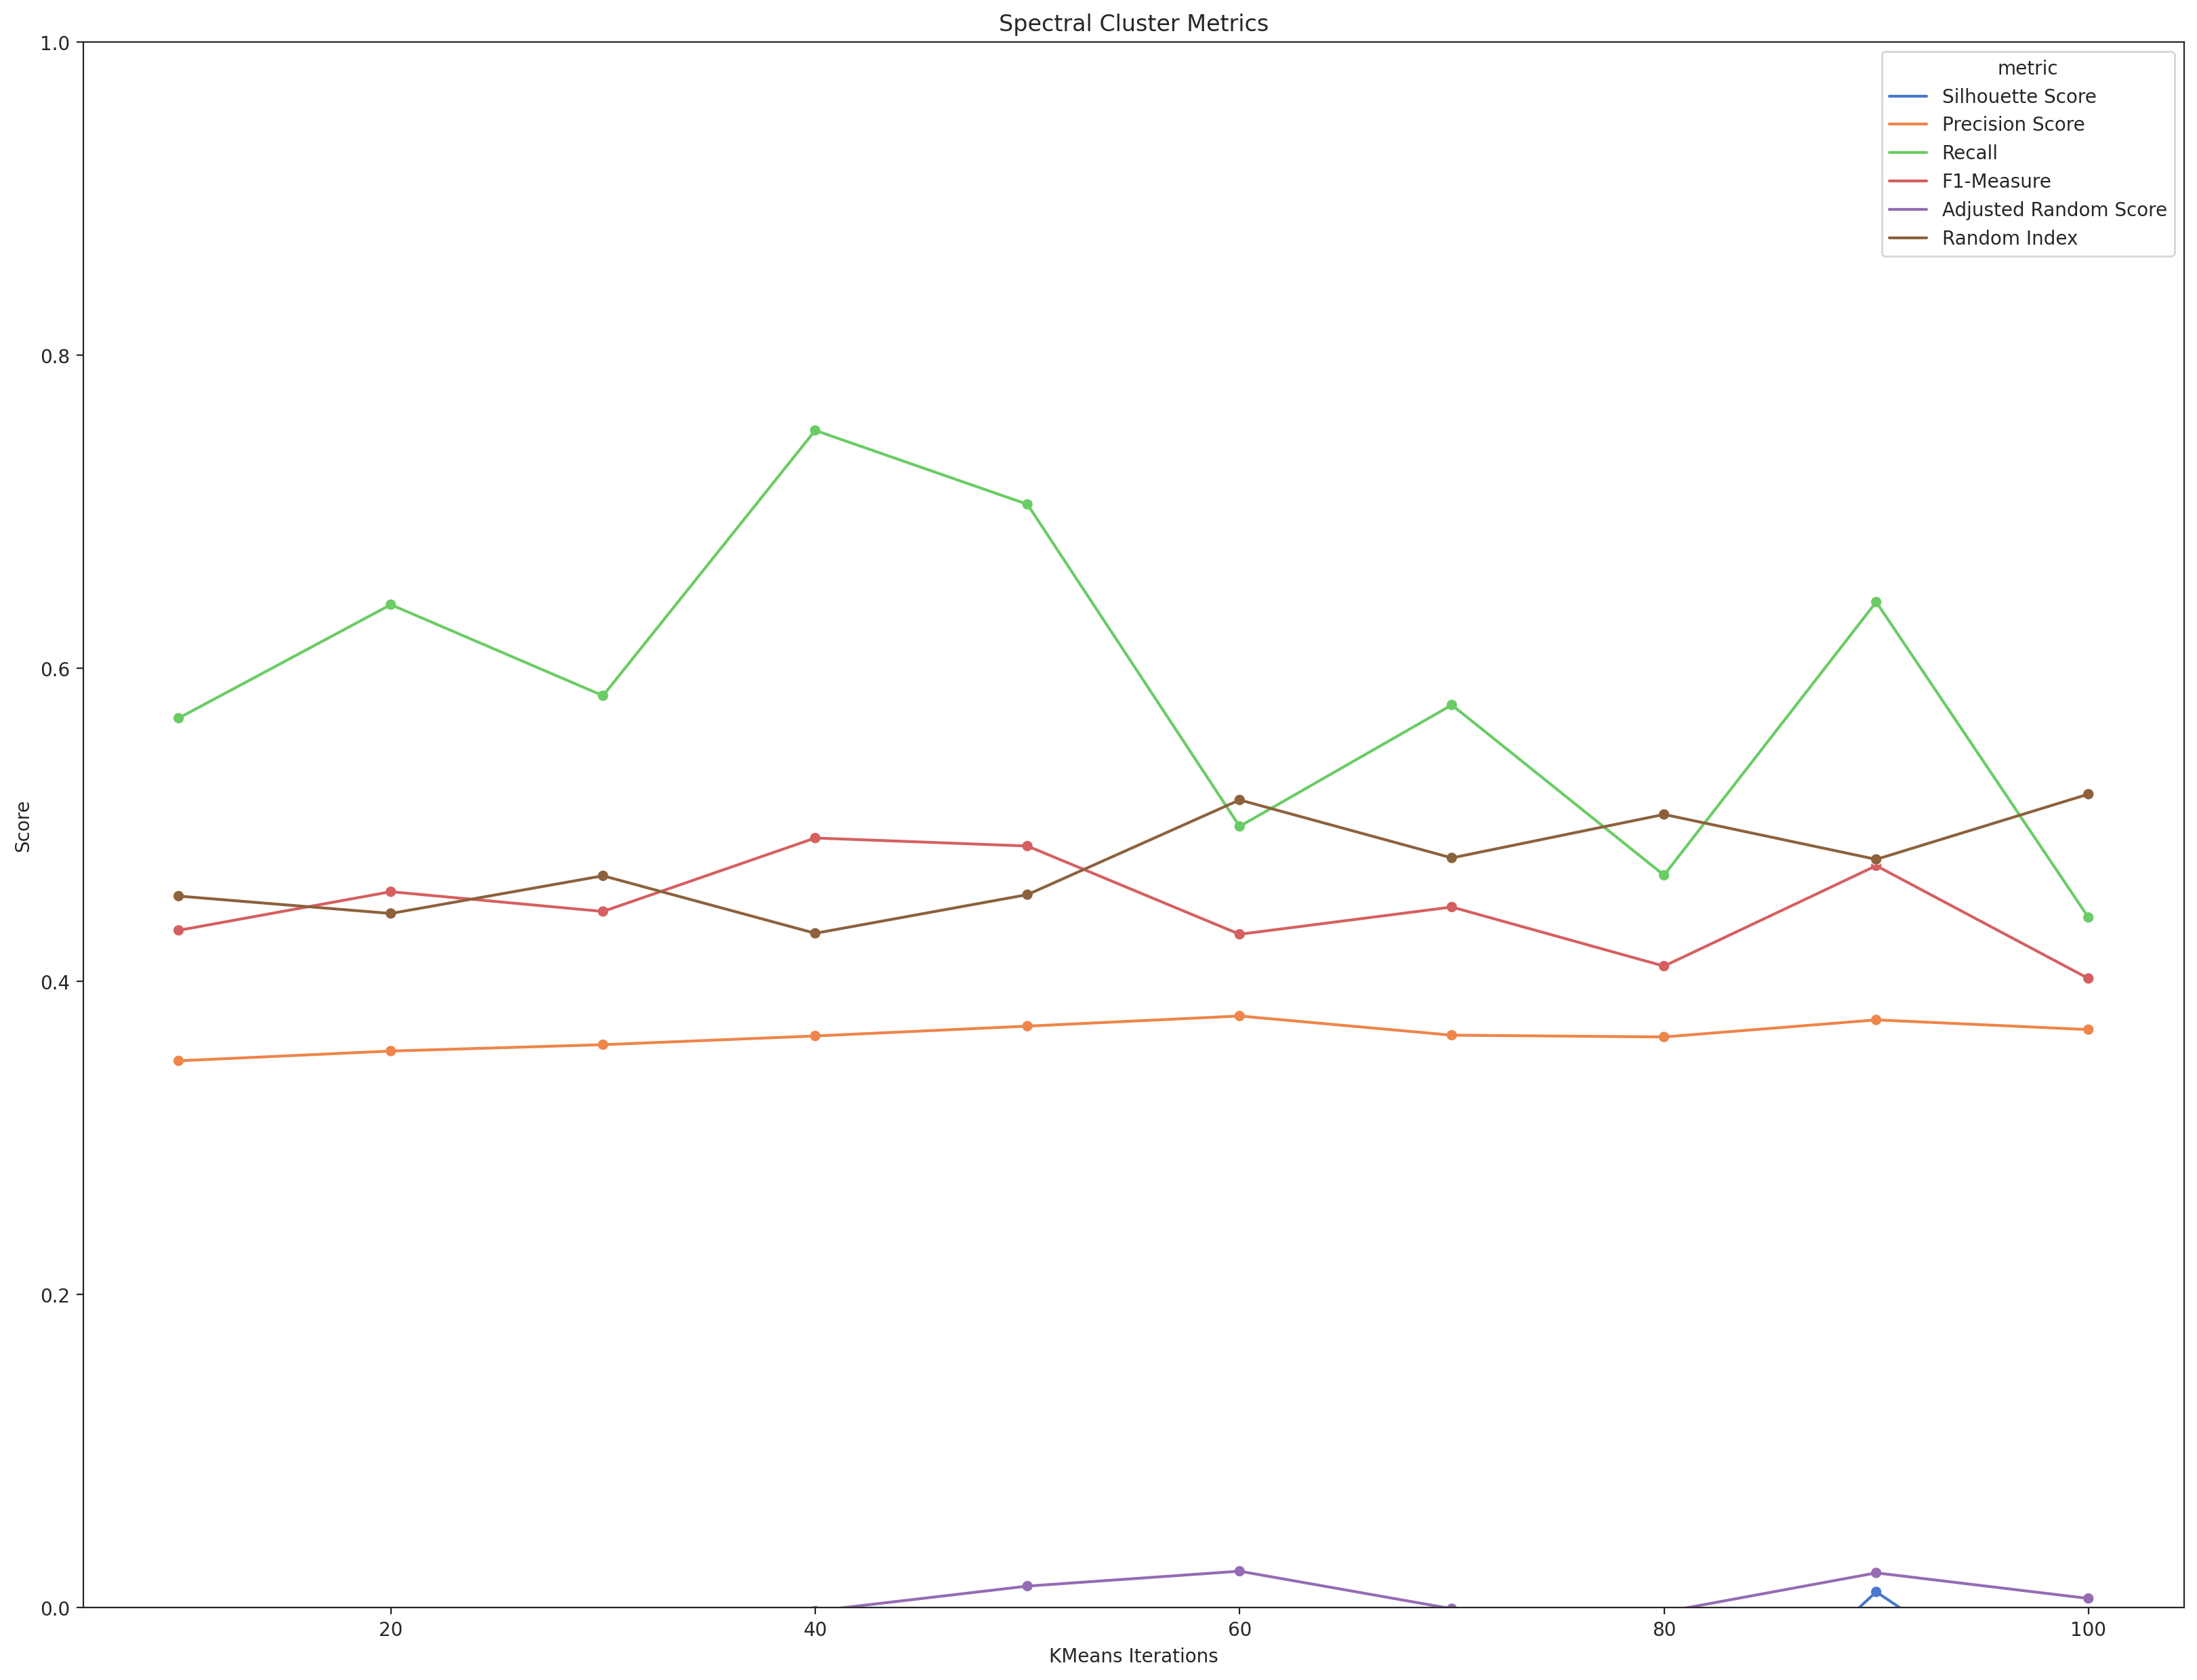 Spectral Cluster Metrics
1.0
0.8
0.6
0.4
0.2
0.0
Score
metric
Silhouette Score
Precision Score
Recall
F1-Measure
Adjusted Random Score
Random Index
20
40
60
80
100
KMeans Iterations